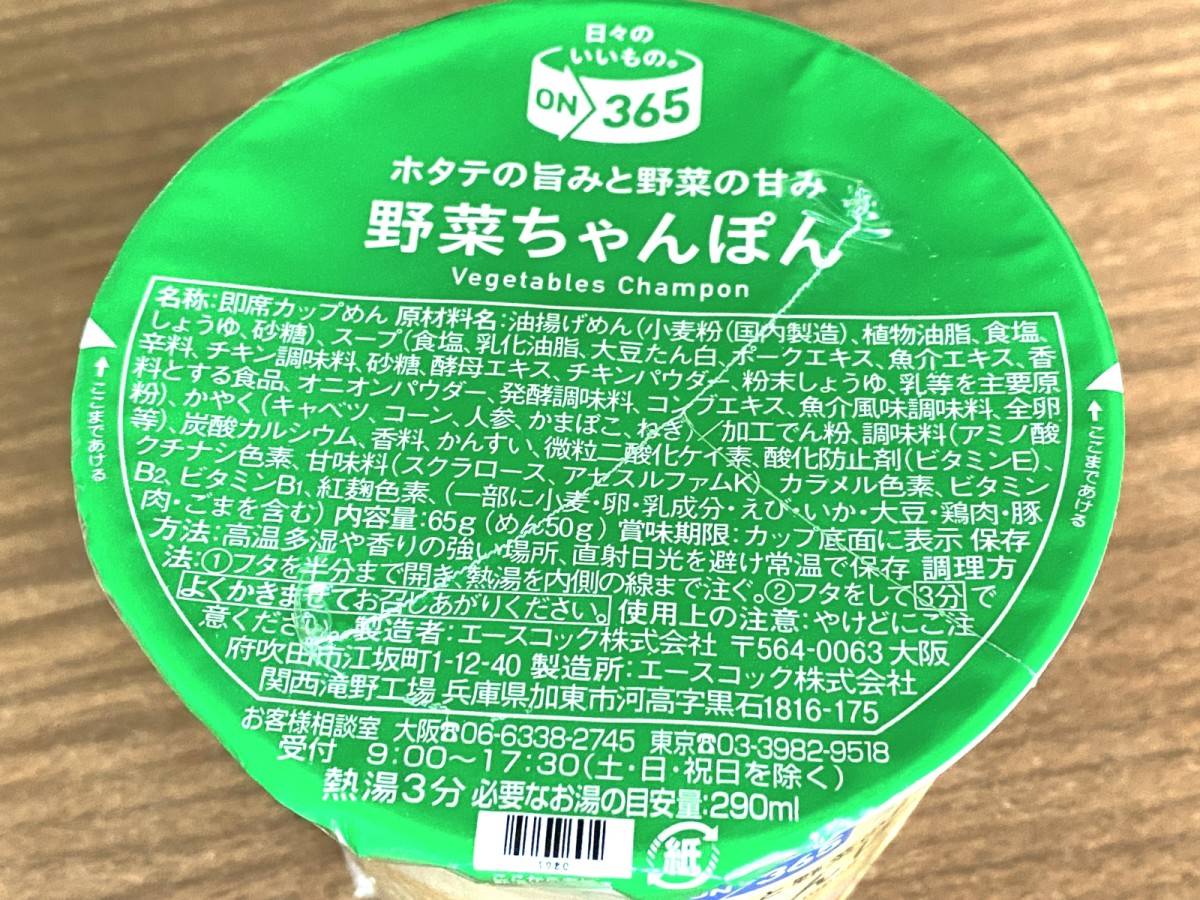 日々の
いいもの。
ON 365
ホタテの旨みと野菜の甘み
野菜ちゃんぽん
Vegetables Champon
名称:即席カップめん 原材料名:油揚げめん(小麦粉(国内製造)、植物油脂、食塩、
しょうゆ、砂糖)、スープ(食塩、乳化油脂、大豆たん白、ポークエキス、魚介エキス、香
辛料、チキン調味料、砂糖、酵母エキス、チキンパウダー、粉末しょうゆ、乳等を主要原
料とする食品、オニオンパウダー、発酵調味料、コンブエキス、魚介風味調味料、全卵
粉)、かやく(キャベツ、コーン、人参、かまぼこ、ねぎ)/加工でん粉、調味料(アミノ酸
等)、炭酸カルシウム、香料、かんすい、微粒二酸化ケイ素、酸化防止剤(ビタミンE)、
クチナシ色素、甘味料(スクラロース、アセスルファムK)、カラメル色素、ビタミン
B2、ビタミンB1、紅麹色素、(一部に小麦・卵・乳成分・えび・いか・大豆・鶏肉・豚
肉・ごまを含む) 内容量:65g(めん50g) 賞味期限:カップ底面に表示 保存
方法:高温多湿や香りの強い場所、直射日光を避け常温で保存 調理方
法:①フタを半分まで開き、熱湯を内側の線まで注ぐ。②フタをして3分で
よくかきまぜてお召しあがりください。 使用上の注意:やけどにご注
意ください。 製造者:エースコック株式会社 〒564-0063 大阪
府吹田市江坂町1-12-40 製造所:エースコック株式会社
関西滝野工場 兵庫県加東市河高字黒石1816-175
お客様相談室 大阪☎06-6338-2745 東京☎03-3982-9518
受付 9:00〜17:30(土・日・祝日を除く)
熱湯3分 必要なお湯の目安量:290ml
ここまであける
ここまであける
紙
365